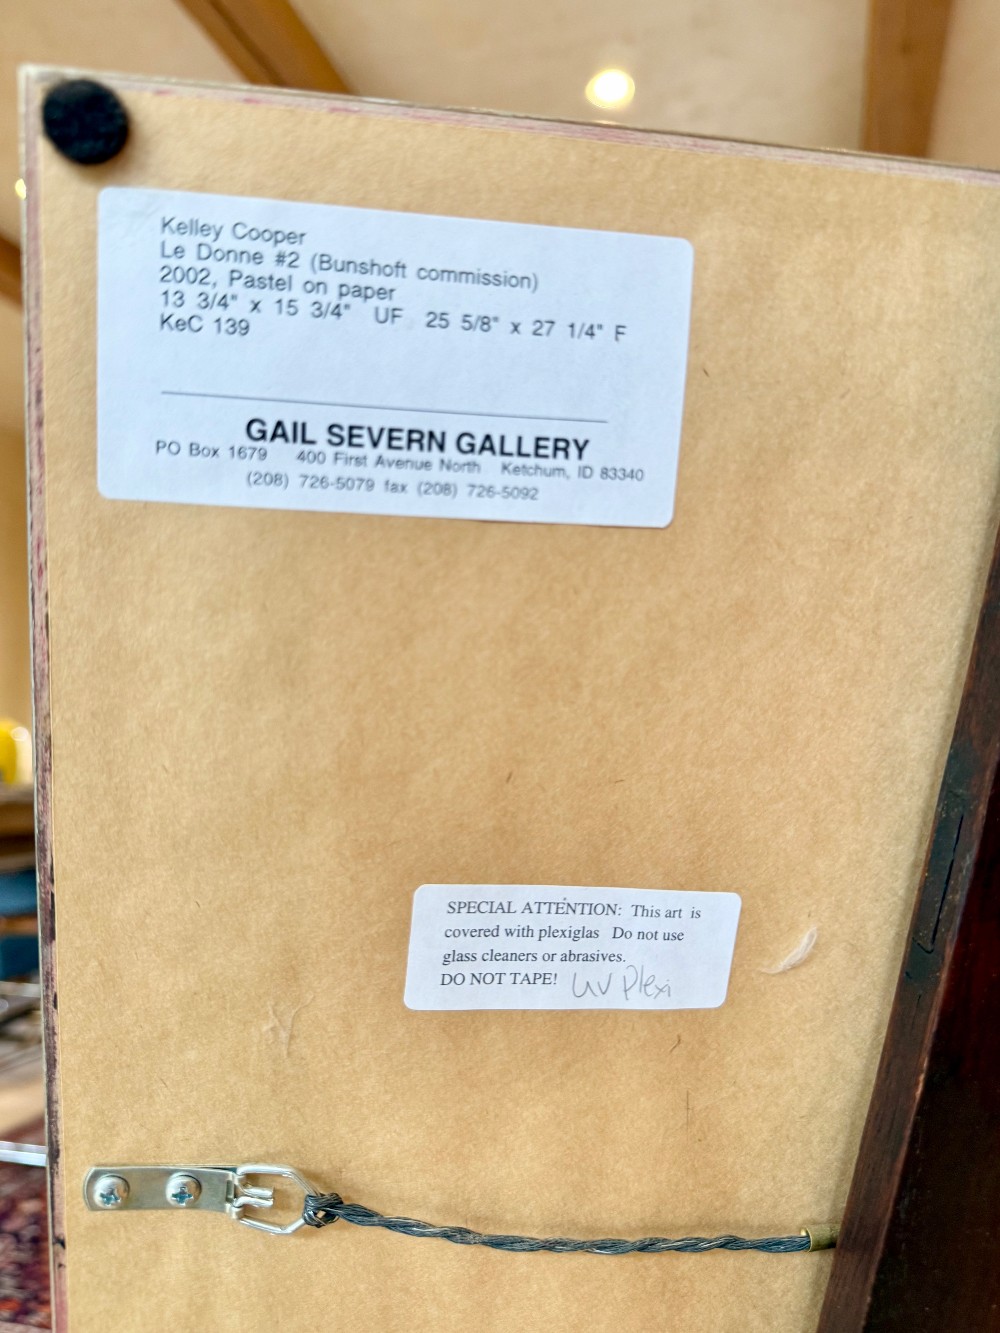 Kelley Cooper
Le Donne #2 (Bunshoft commission)
2002, Pastel on paper
13 3/4" x 15 3/4" UF 25 5/8" x 27 1/4" F
KeC 139
GAIL SEVERN GALLERY
PO Box 1679 400 First Avenue North Ketchum, ID 83340
(208) 726-5079 fax (208) 726-5092
SPECIAL ATTENTION: This art is
covered with plexiglas Do not use
glass cleaners or abrasives.
DO NOT TAPE! UV Plexi